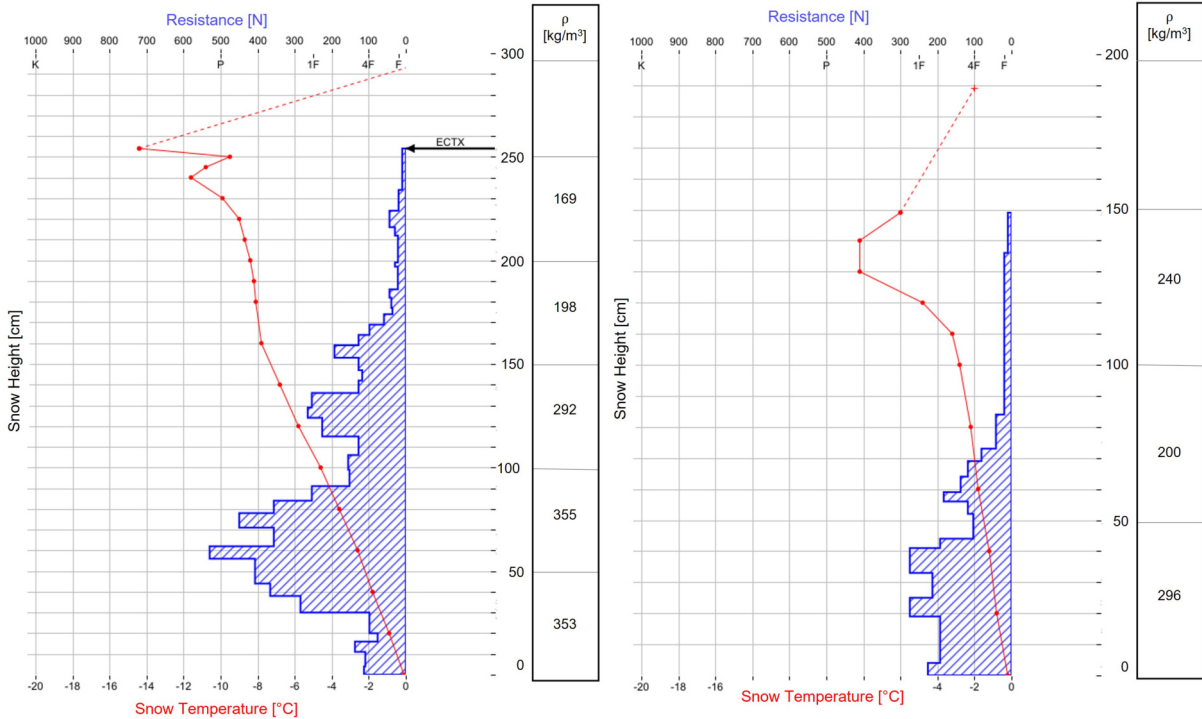 Resistance [N]
1000 900 800 700 600 500 400 300 200 100 0
K P 1F 4F F
ρ
[kg/m³]
300
250
200
150
100
50
0
ECTX
169
198
292
355
353
Snow Height [cm]
-20 -18 -16 -14 -12 -10 -8 -6 -4 -2 0
Snow Temperature [°C]
Resistance [N]
1000 900 800 700 600 500 400 300 200 100 0
K P 1F 4F F
ρ
[kg/m³]
200
150
100
50
0
240
200
296
Snow Height [cm]
-20 -18 -16 -4 -2 0
Snow Temperature [°C]